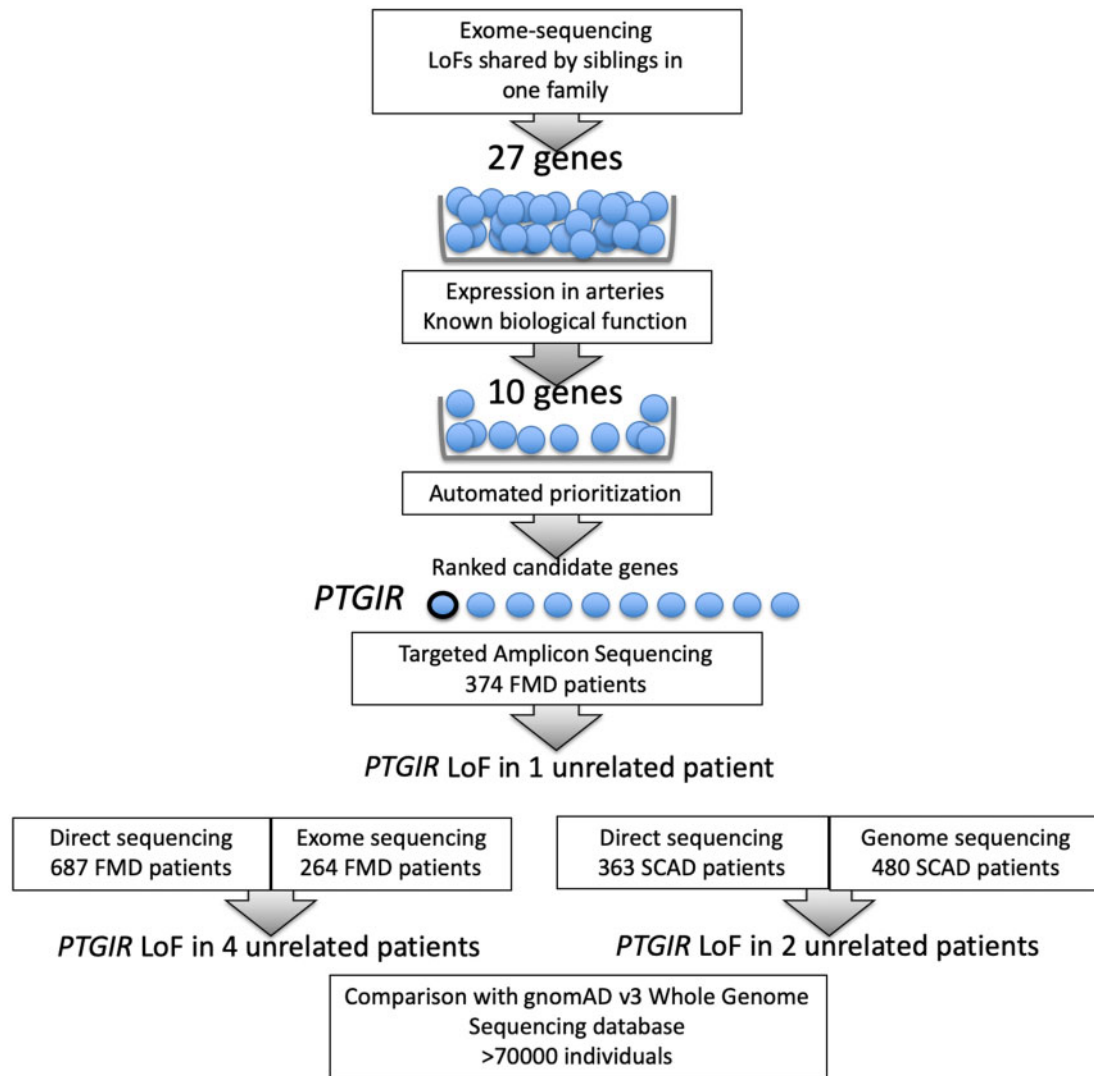 Exome-sequencing
LoFs shared by siblings in
one family
27 genes
Expression in arteries
Known biological function
10 genes
Automated prioritization
Ranked candidate genes
PTGIR
Targeted Amplicon Sequencing
374 FMD patients
PTGIR LoF in 1 unrelated patient
Direct sequencing
687 FMD patients
Exome sequencing
264 FMD patients
PTGIR LoF in 4 unrelated patients
Direct sequencing
363 SCAD patients
Genome sequencing
480 SCAD patients
PTGIR LoF in 2 unrelated patients
Comparison with gnomAD v3 Whole Genome
Sequencing database
>70000 individuals